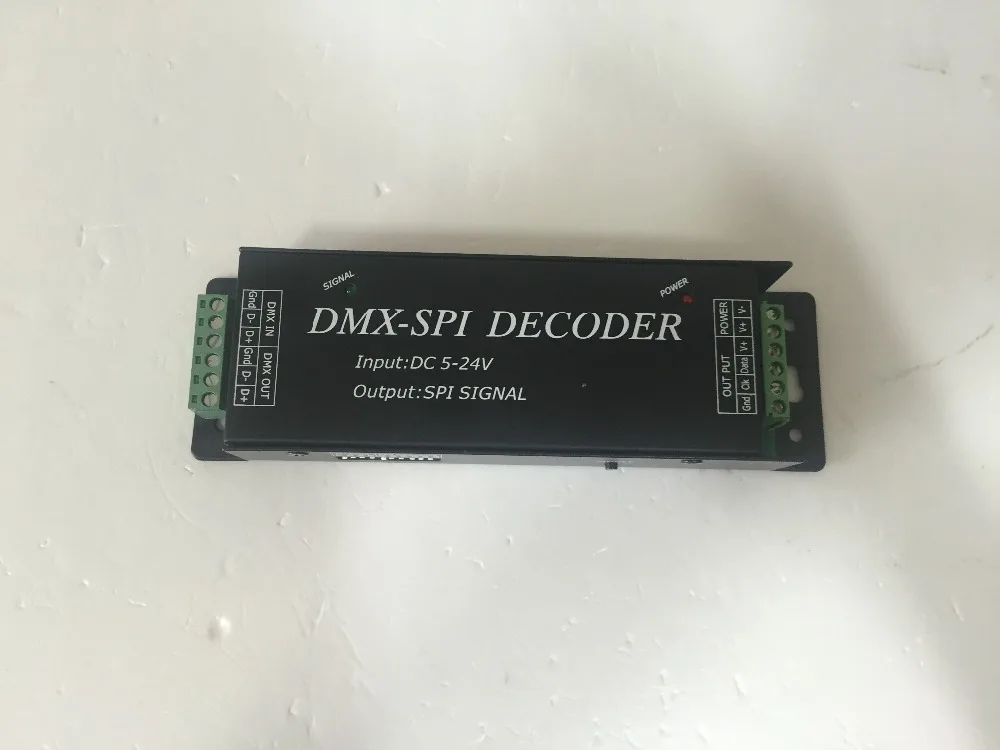 SIGNAL
POWER
DMX-SPI DECODER
Input:DC 5-24V
Output:SPI SIGNAL
DMX IN DMX OUT
Gnd D- D+ Gnd D- D+
OUT PUT POWER
Gnd Clk Data V+ V+ V-